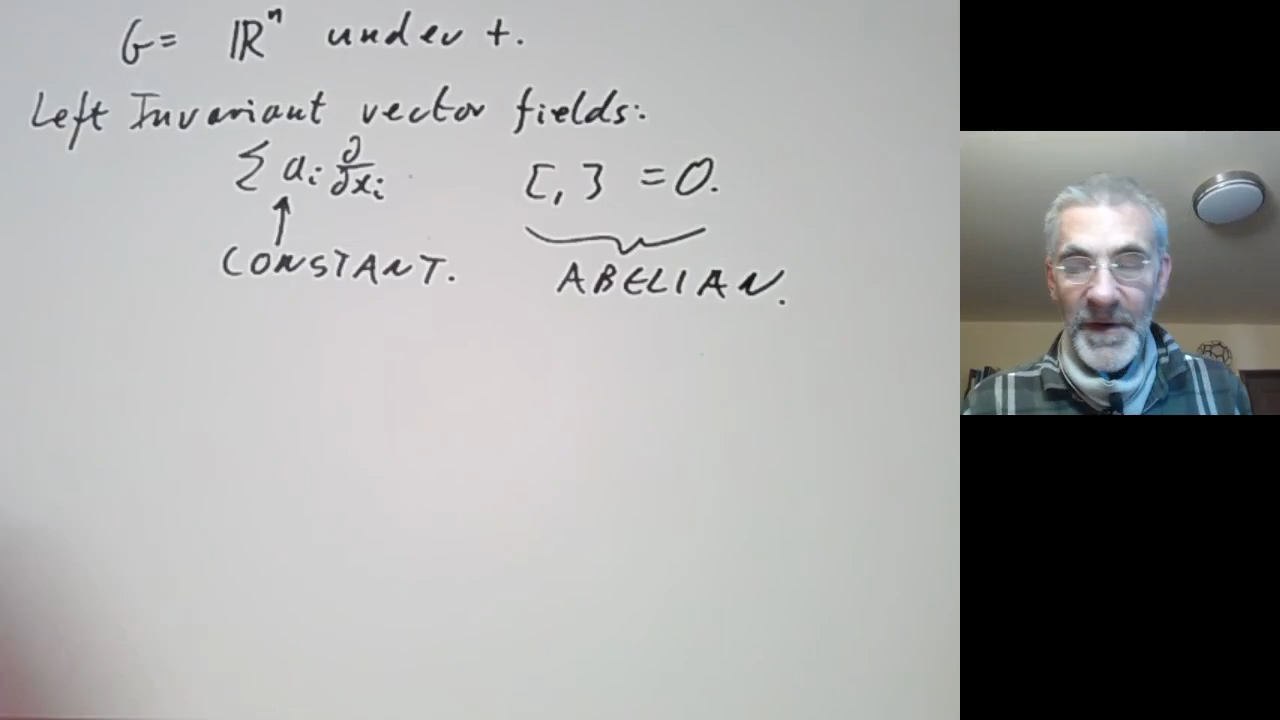 G = ℝⁿ under +.
Left Invariant vector fields:
Σ aᵢ ∂/∂xᵢ [,] = 0.
↑
CONSTANT. ABELIAN.